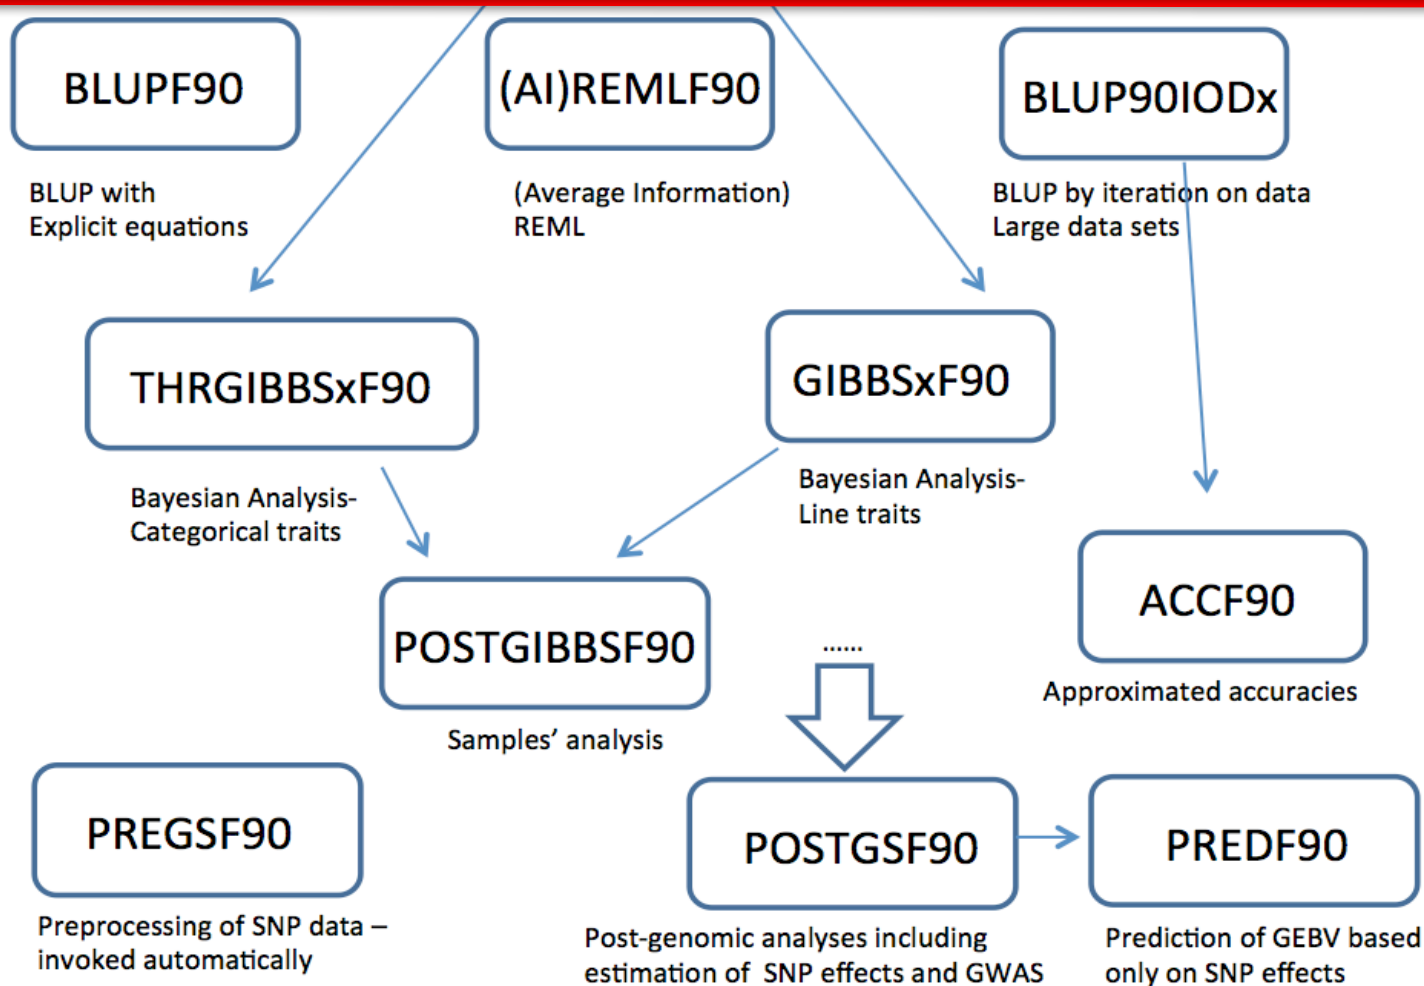 BLUPF90
(AI)REMLF90
BLUP90IODx
BLUP with
Explicit equations
(Average Information)
REML
BLUP by iteration on data
Large data sets
THRGIBBSxF90
GIBBSxF90
Bayesian Analysis-
Categorical traits
Bayesian Analysis-
Line traits
POSTGIBBSF90
Samples’ analysis
ACCF90
Approximated accuracies
......
PREGSF90
Preprocessing of SNP data –
invoked automatically
POSTGSF90
Post-genomic analyses including
estimation of SNP effects and GWAS
PREDF90
Prediction of GEBV based
only on SNP effects